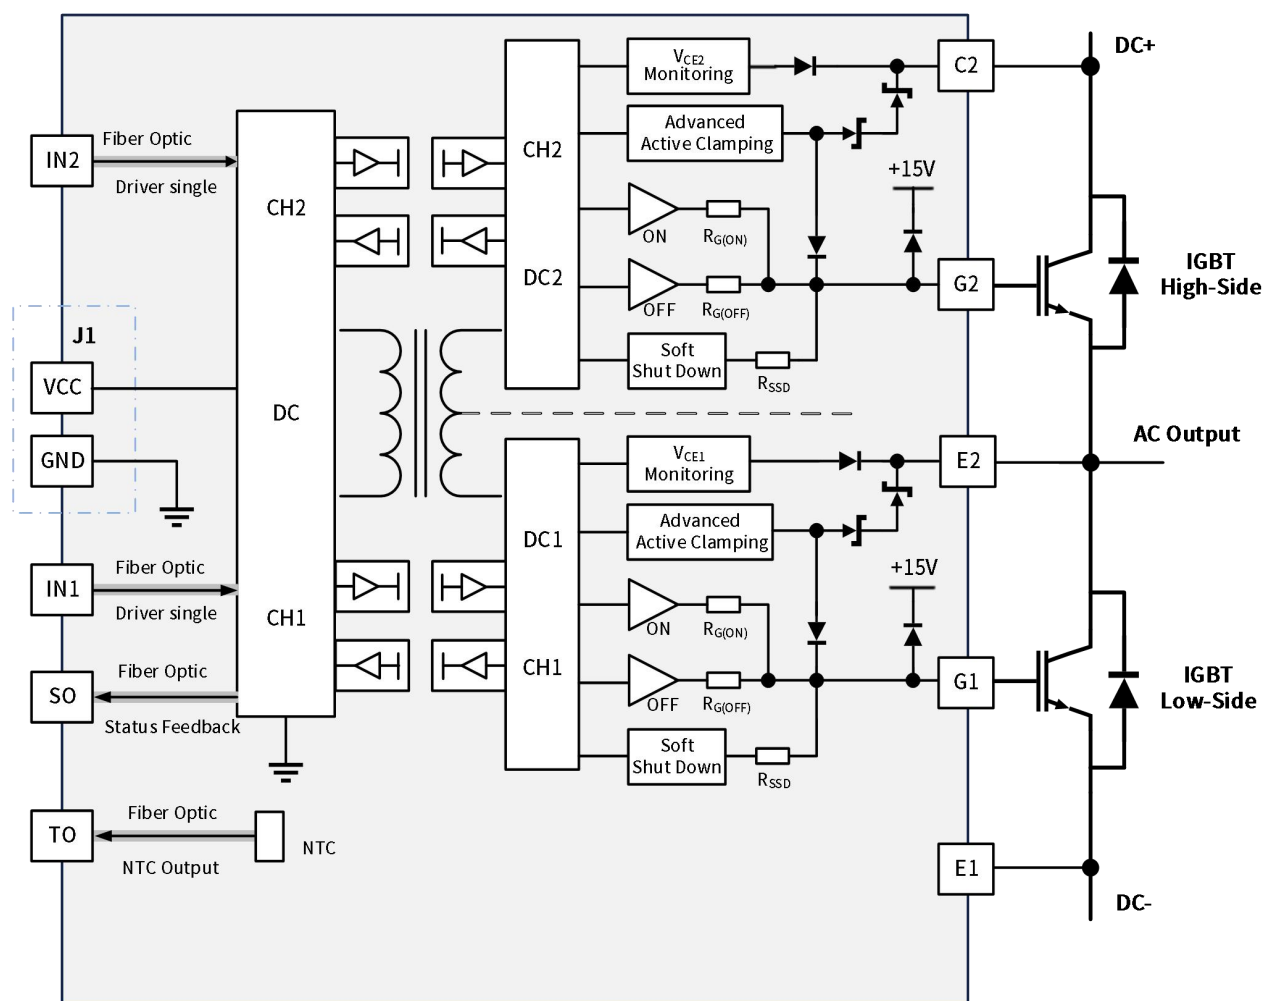 IN2
Fiber Optic
Driver single
J1
VCC
GND
IN1
Fiber Optic
Driver single
SO
Fiber Optic
Status Feedback
TO
Fiber Optic
NTC Output
NTC
CH2
DC
CH1
CH2
DC2
VCE2
Monitoring
Advanced
Active Clamping
ON
RG(ON)
OFF
RG(OFF)
Soft
Shut Down
RSSD
+15V
DC1
CH1
VCE1
Monitoring
Advanced
Active Clamping
ON
RG(ON)
OFF
RG(OFF)
Soft
Shut Down
RSSD
+15V
C2
G2
E2
G1
E1
DC+
IGBT
High-Side
AC Output
IGBT
Low-Side
DC-